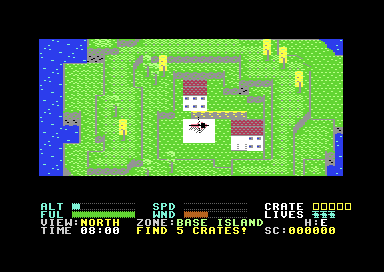 ALT SPD CRATE
FUL WND LIVES
VIEW:NORTH ZONE:BASE ISLAND H:E
TIME 08:00 FIND 5 CRATES! SC:000000